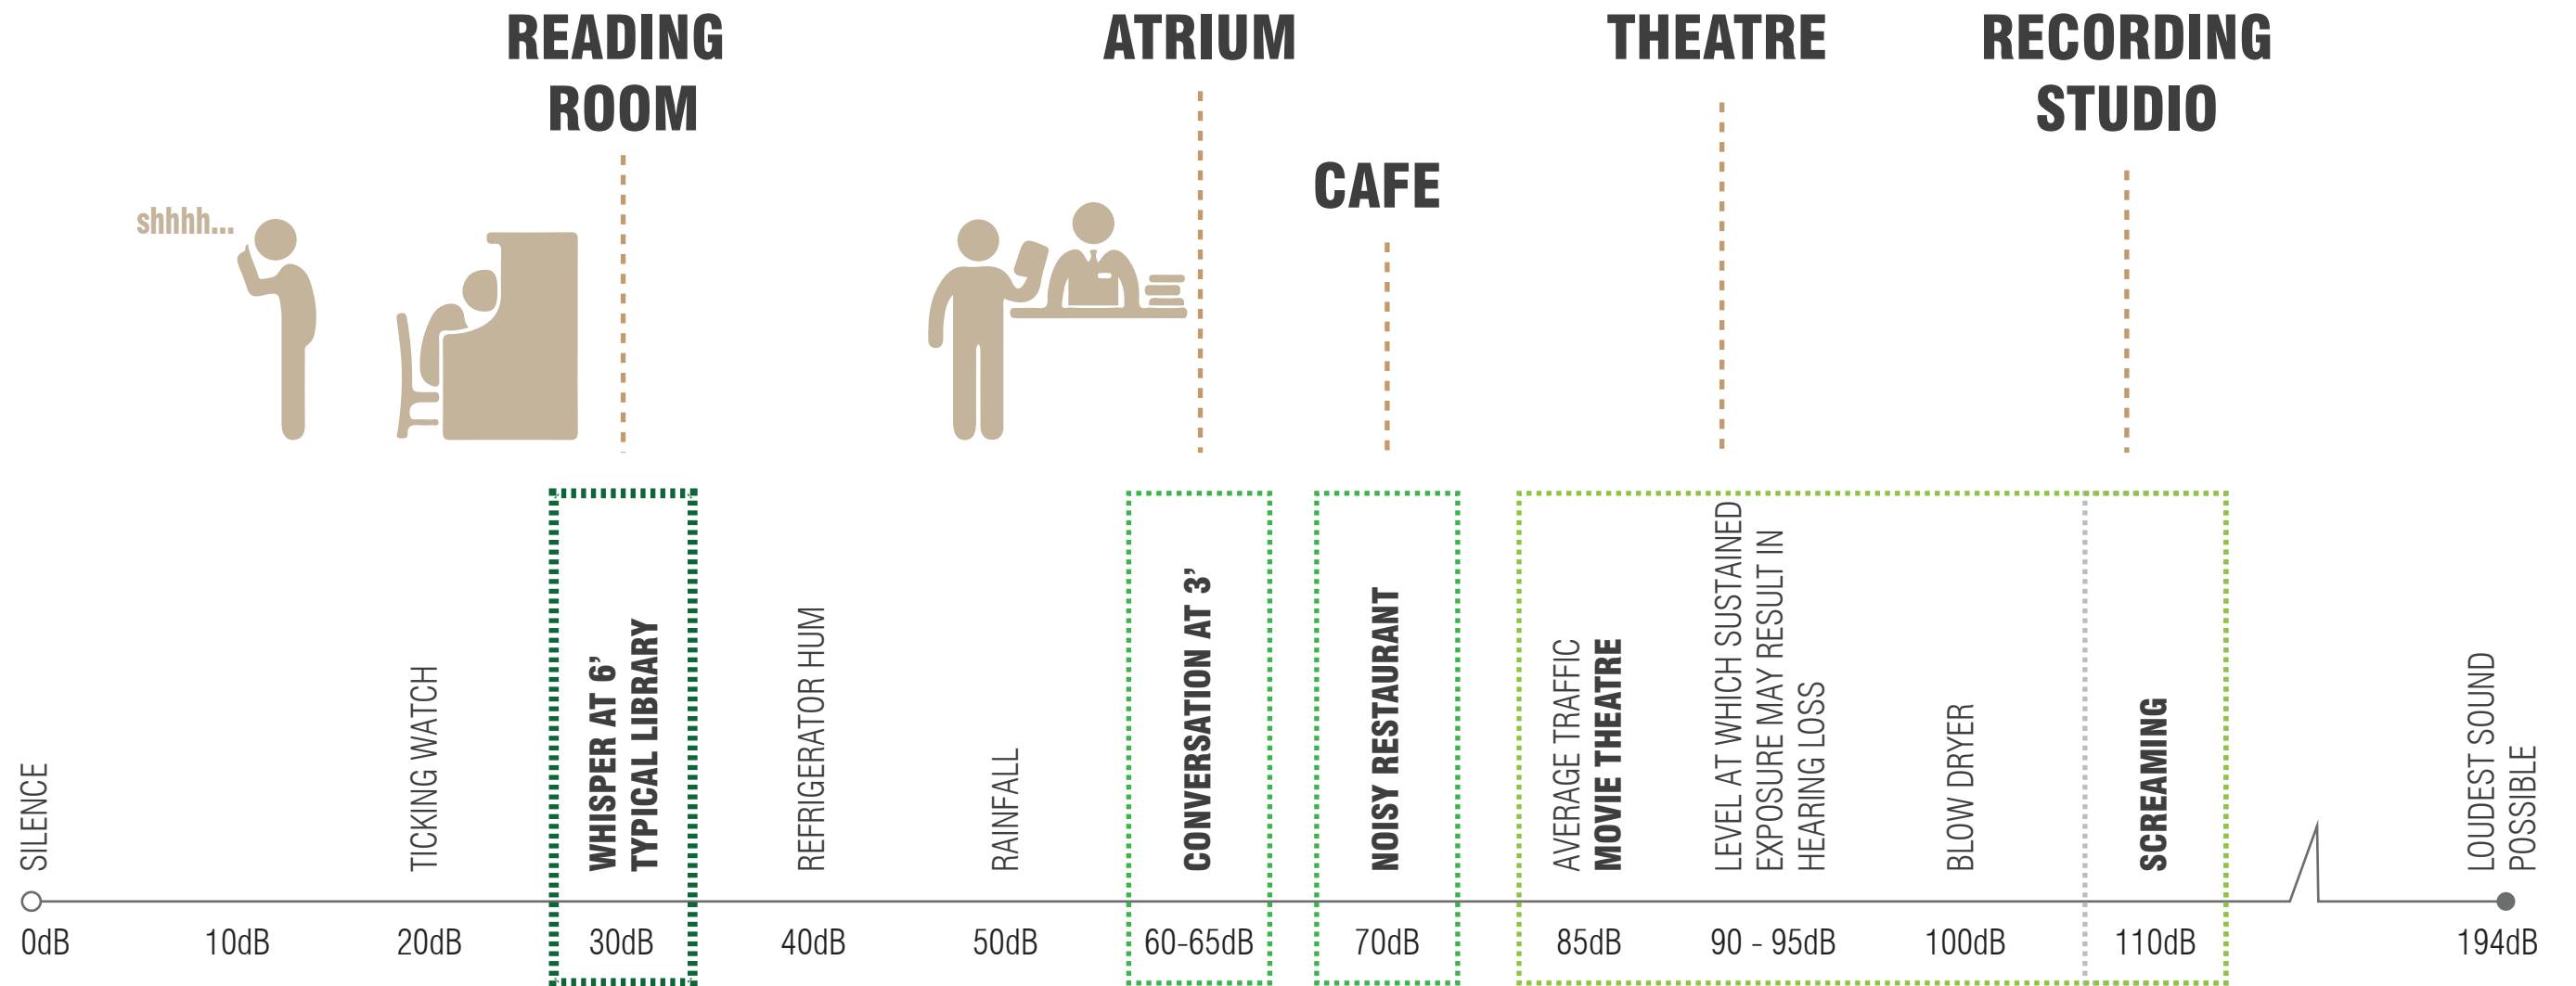 READING
ROOM
ATRIUM
CAFE
THEATRE
RECORDING
STUDIO
shhhh...
SILENCE
TICKING WATCH
WHISPER AT 6’
TYPICAL LIBRARY
REFRIGERATOR HUM
RAINFALL
CONVERSATION AT 3’
NOISY RESTAURANT
AVERAGE TRAFFIC
MOVIE THEATRE
LEVEL AT WHICH SUSTAINED
EXPOSURE MAY RESULT IN
HEARING LOSS
BLOW DRYER
SCREAMING
LOUDEST SOUND
POSSIBLE
0dB
10dB
20dB
30dB
40dB
50dB
60-65dB
70dB
85dB
90 - 95dB
100dB
110dB
194dB